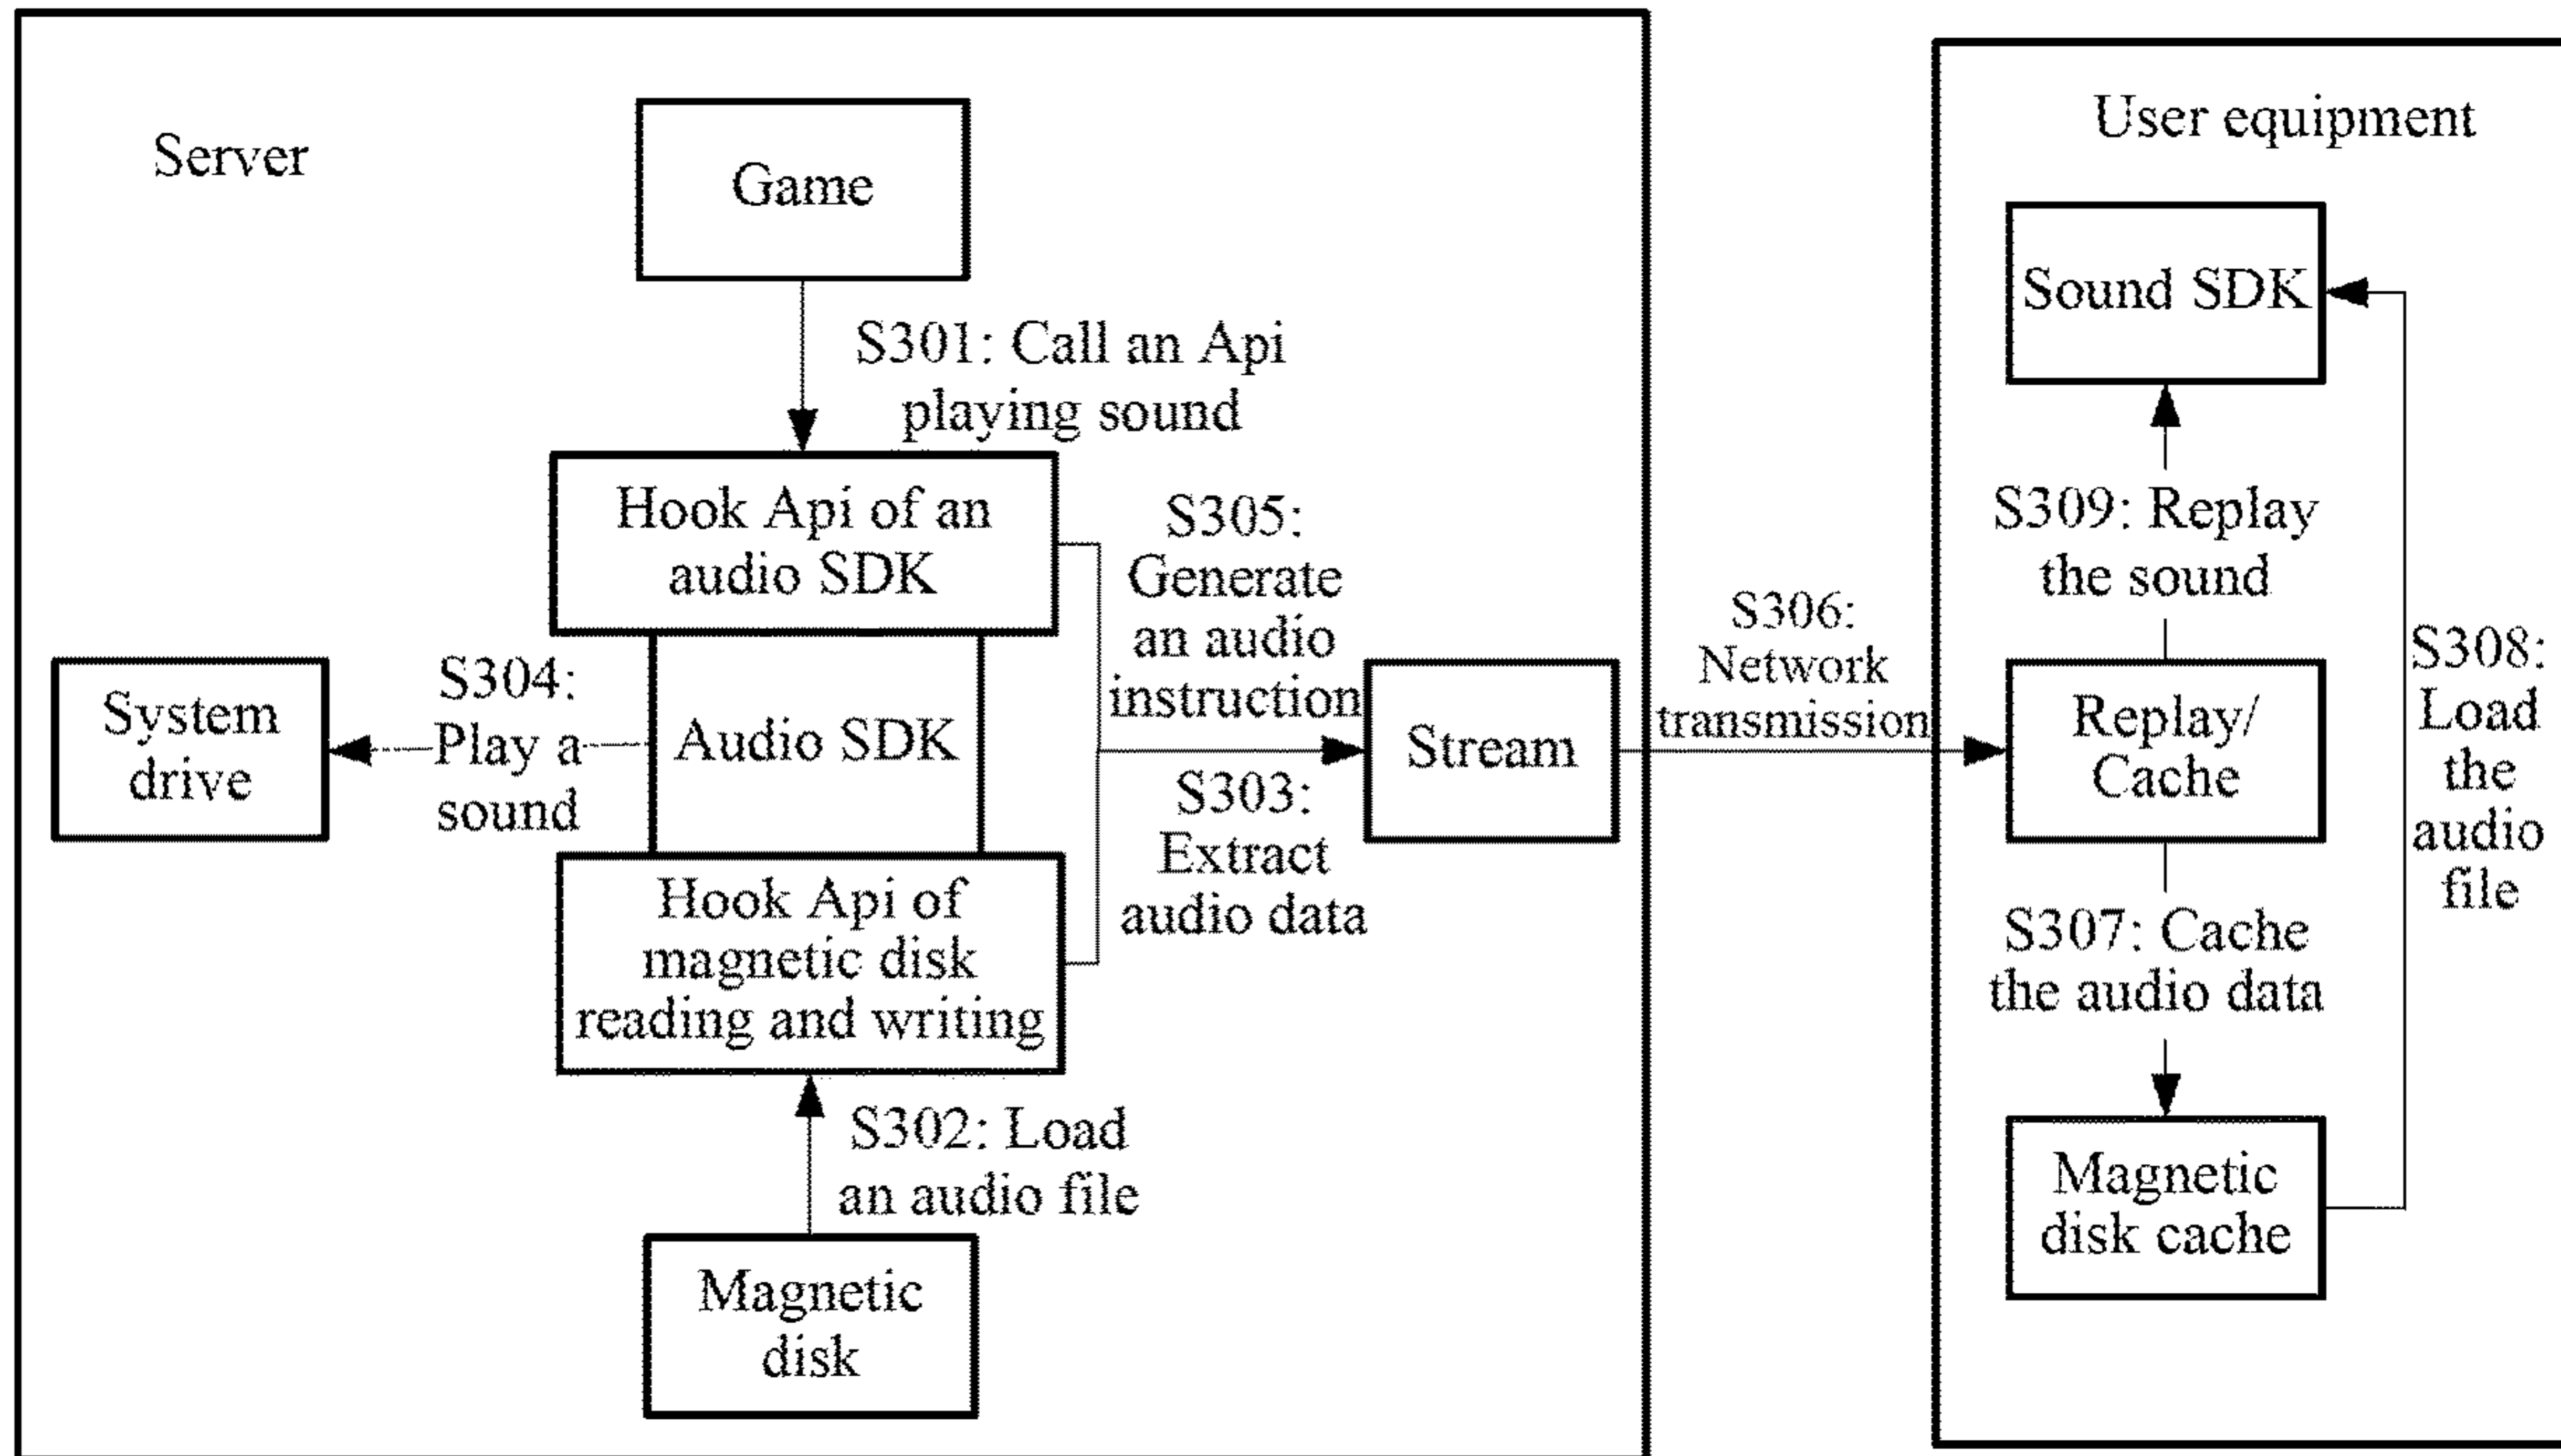 Server
Game
S301: Call an Api
playing sound
Hook Api of an
audio SDK
S305:
Generate
an audio
instruction
System
drive
S304:
Play a
sound
Audio SDK
Stream
S303:
Extract
audio data
Hook Api of
magnetic disk
reading and writing
S302: Load
an audio file
Magnetic
disk
S306:
Network
transmission
User equipment
Sound SDK
S309: Replay
the sound
Replay/
Cache
S308:
Load
the
audio
file
S307: Cache
the audio data
Magnetic
disk cache